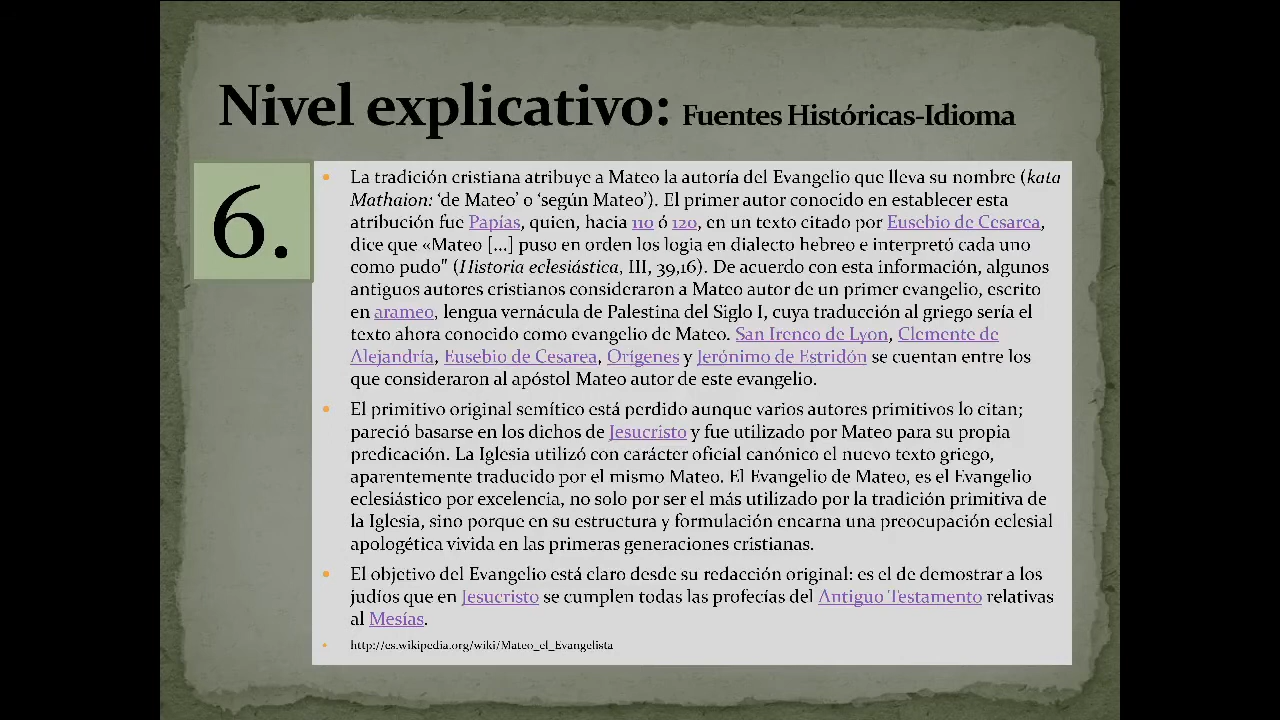 Nivel explicativo: Fuentes Históricas-Idioma
6.
• La tradición cristiana atribuye a Mateo la autoría del Evangelio que lleva su nombre (kata
Mathaion: ‘de Mateo’ o ‘según Mateo’). El primer autor conocido en establecer esta
atribución fue Papías, quien, hacia 110 ó 120, en un texto citado por Eusebio de Cesarea,
dice que «Mateo [...] puso en orden los logia en dialecto hebreo e interpretó cada uno
como pudo" (Historia eclesiástica, III, 39,16). De acuerdo con esta información, algunos
antiguos autores cristianos consideraron a Mateo autor de un primer evangelio, escrito
en arameo, lengua vernácula de Palestina del Siglo I, cuya traducción al griego sería el
texto ahora conocido como evangelio de Mateo. San Ireneo de Lyon, Clemente de
Alejandría, Eusebio de Cesarea, Orígenes y Jerónimo de Estridón se cuentan entre los
que consideraron al apóstol Mateo autor de este evangelio.
• El primitivo original semítico está perdido aunque varios autores primitivos lo citan;
pareció basarse en los dichos de Jesucristo y fue utilizado por Mateo para su propia
predicación. La Iglesia utilizó con carácter oficial canónico el nuevo texto griego,
aparentemente traducido por el mismo Mateo. El Evangelio de Mateo, es el Evangelio
eclesiástico por excelencia, no solo por ser el más utilizado por la tradición primitiva de
la Iglesia, sino porque en su estructura y formulación encarna una preocupación eclesial
apologética vivida en las primeras generaciones cristianas.
• El objetivo del Evangelio está claro desde su redacción original: es el de demostrar a los
judíos que en Jesucristo se cumplen todas las profecías del Antiguo Testamento relativas
al Mesías.
• http://es.wikipedia.org/wiki/Mateo_el_Evangelista